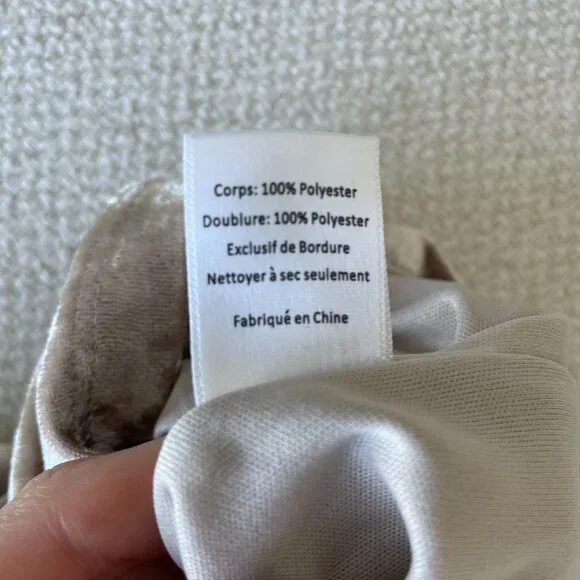 Corps: 100% Polyester
Doublure: 100% Polyester
Exclusif de Bordure
Nettoyer à sec seulement
Fabriqué en Chine